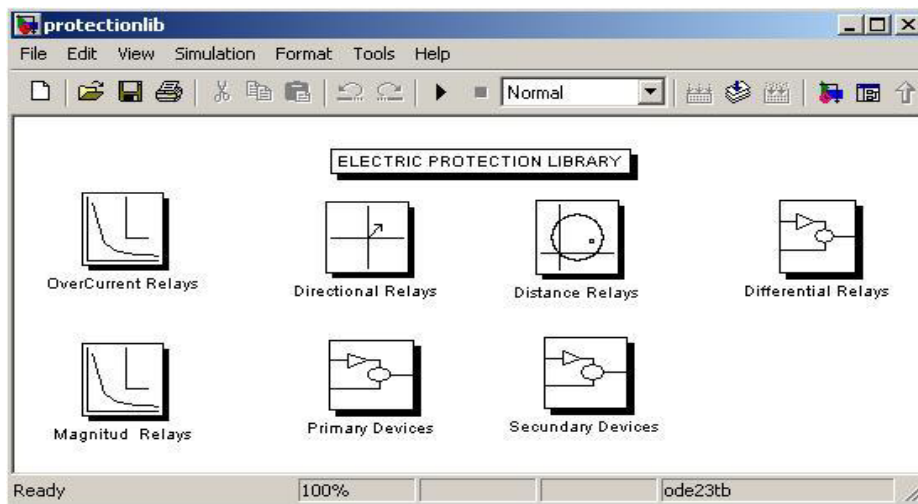 protectionlib
File Edit View Simulation Format Tools Help
Normal
ELECTRIC PROTECTION LIBRARY
OverCurrent Relays
Directional Relays
Distance Relays
Differential Relays
Magnitud Relays
Primary Devices
Secundary Devices
Ready 100% ode23tb